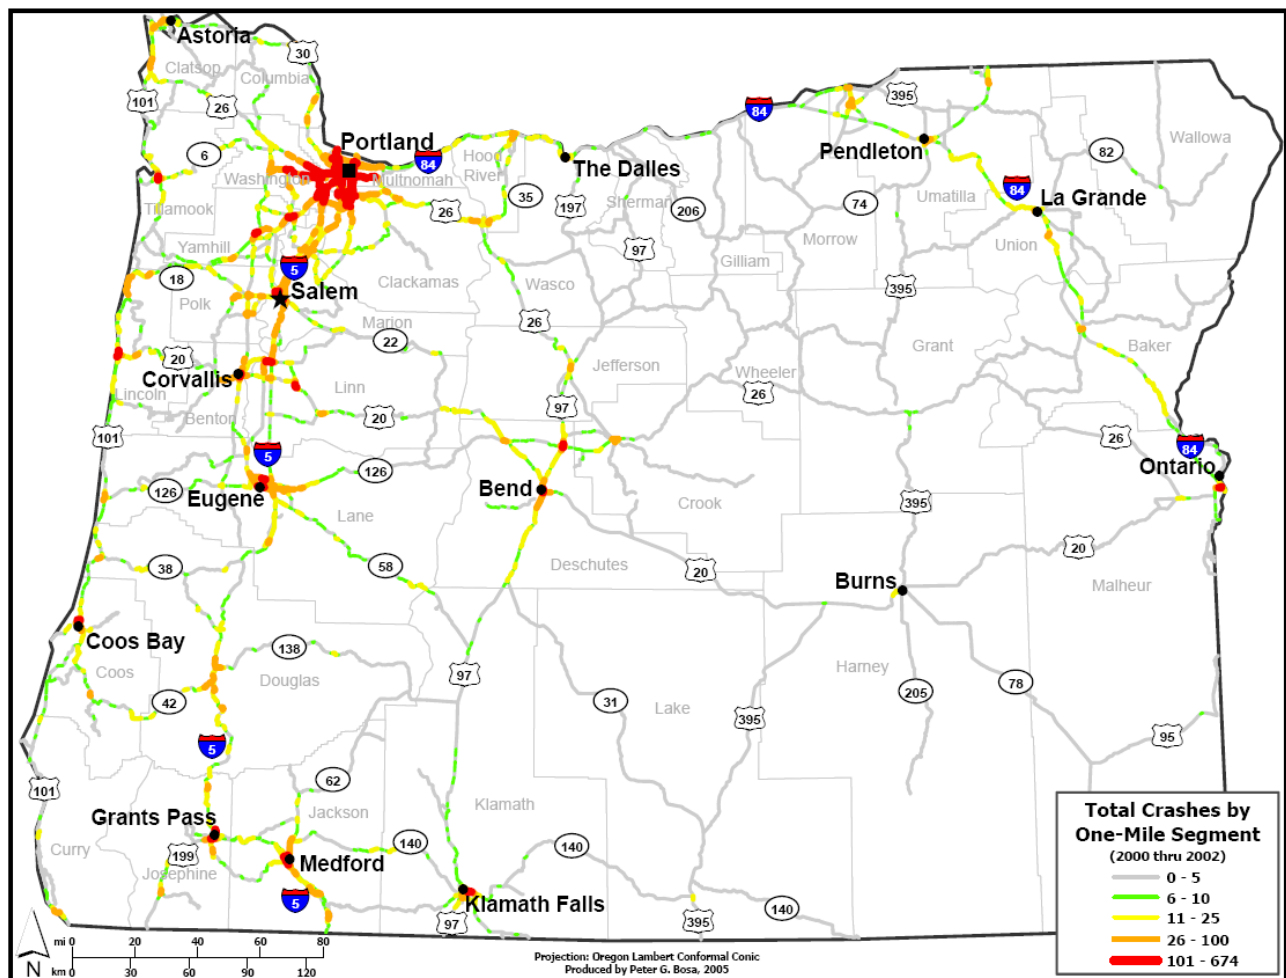 Astoria
Clatsop
Columbia
30
101
26
6
Portland
84
Hood
River
The Dalles
84
395
Pendleton
82
Wallowa
Washington
Multnomah
35
Tillamook
26
197
Sherman
206
74
Umatilla
84
La Grande
Yamhill
Morrow
Union
97
Gilliam
5
Clackamas
Wasco
18
Salem
Polk
395
26
Marion
22
Jefferson
Grant
Baker
20
Wheeler
Corvallis
Linn
26
Lincoln
97
Benton
20
101
26
84
5
126
Ontario
126
Eugene
Bend
Crook
395
Lane
20
38
58
Deschutes
20
Burns
Malheur
Coos Bay
138
Coos
Douglas
97
Harney
42
31
Lake
205
78
395
95
5
101
62
Klamath
Grants Pass
Jackson
Curry
199
140
140
Medford
Josephine
5
Klamath Falls
97
395
140
Total Crashes by
One-Mile Segment
(2000 thru 2002)
0 - 5
6 - 10
11 - 25
26 - 100
101 - 674
N
mi 0 20 40 60 80
km 0 30 60 90 120
Projection: Oregon Lambert Conformal Conic
Produced by Peter G. Bosa, 2005